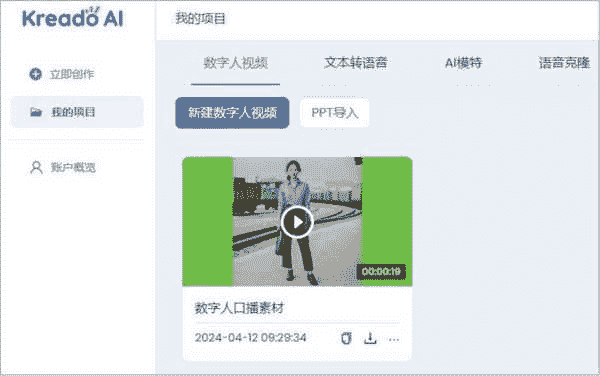 Kreado AI
我的项目
立即创作
我的项目
账户概览
数字人视频 文本转语音 AI模特 语音克隆
新建数字人视频 PPT导入
00:00:19
数字人口播素材
2024-04-12 09:29:34